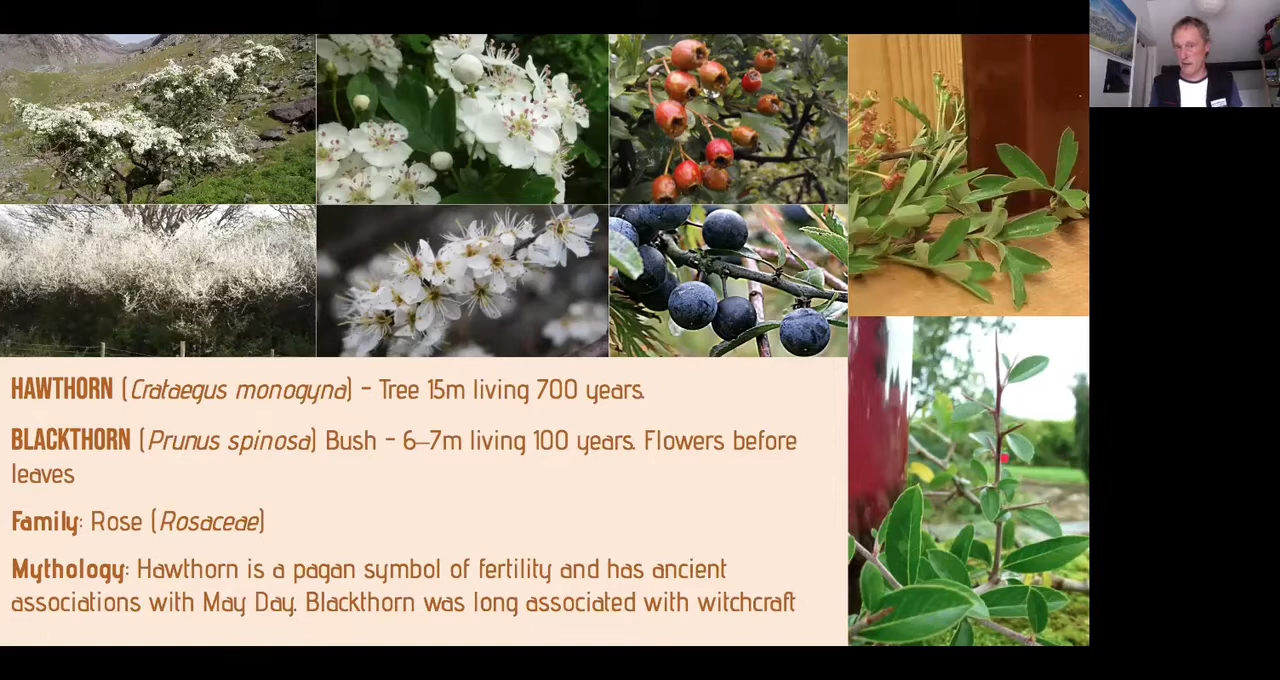 HAWTHORN (Crataegus monogyna) - Tree 15m living 700 years.
BLACKTHORN (Prunus spinosa) Bush - 6–7m living 100 years. Flowers before
leaves
Family: Rose (Rosaceae)
Mythology: Hawthorn is a pagan symbol of fertility and has ancient
associations with May Day. Blackthorn was long associated with witchcraft